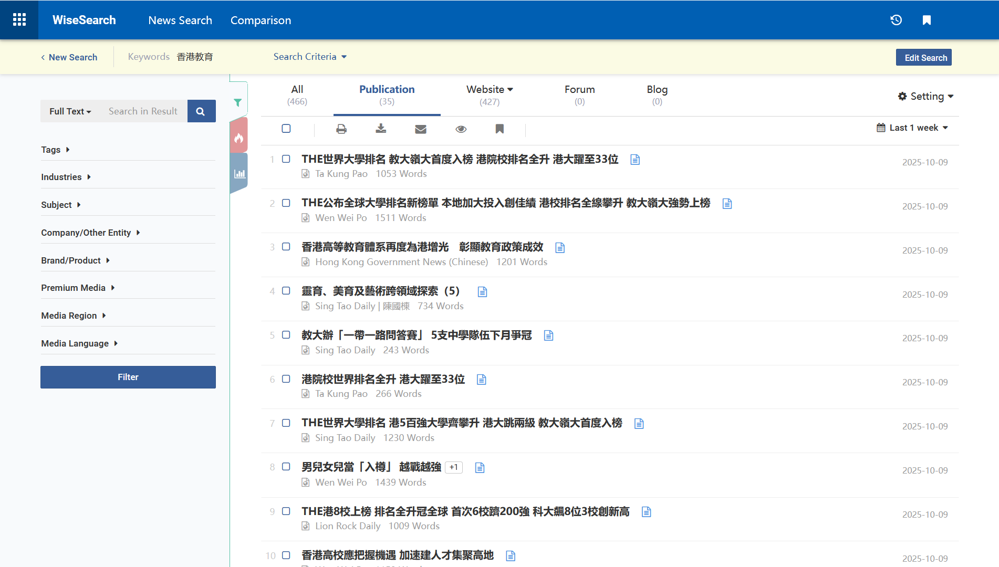 WiseSearch News Search Comparison
New Search Keywords 香港教育 Search Criteria Edit Search
Full Text Search in Result
Tags
Industries
Subject
Company/Other Entity
Brand/Product
Premium Media
Media Region
Media Language
Filter
All Publication Website Forum Blog Setting
(466) (35) (427) (0) (0)
Last 1 week
1 THE世界大學排名 教大嶺大首度入榜 港院校排名全升 港大躍至33位 2025-10-09
Ta Kung Pao 1053 Words
2 THE公布全球大學排名新榜單 本地加大投入創佳績 港校排名全線攀升 教大嶺大強勢上榜 2025-10-09
Wen Wei Po 1511 Words
3 香港高等教育體系再度為港增光 彰顯教育政策成效 2025-10-09
Hong Kong Government News (Chinese) 1201 Words
4 靈育、美育及藝術跨領域探索（5） 2025-10-09
Sing Tao Daily | 陳國棟 734 Words
5 教大辦「一帶一路問答賽」 5支中學隊伍下月爭冠 2025-10-09
Sing Tao Daily 243 Words
6 港院校世界排名全升 港大躍至33位 2025-10-09
Ta Kung Pao 266 Words
7 THE世界大學排名 港5百強大學齊攀升 港大跳兩級 教大嶺大首度入榜 2025-10-09
Sing Tao Daily 1230 Words
8 男兒女兒當「入樽」 越戰越強 +1 2025-10-09
Wen Wei Po 1439 Words
9 THE港8校上榜 排名全升冠全球 首次6校躋200強 科大飆8位3校創新高 2025-10-09
Lion Rock Daily 1009 Words
10 香港高校應把握機遇 加速建人才集聚高地 2025-10-09